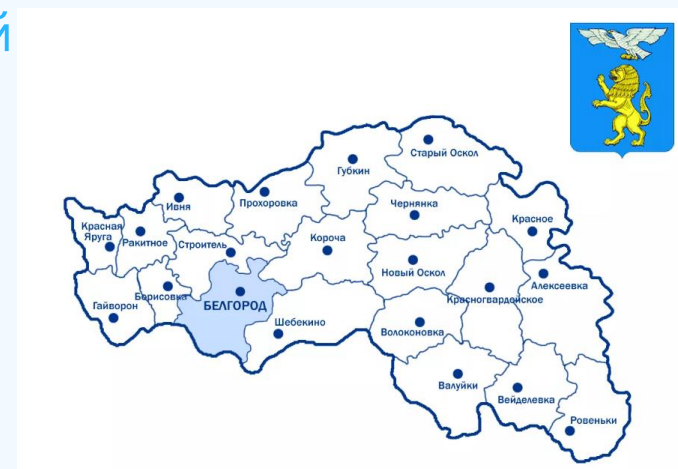 й
Старый Оскол
Губкин
Ивня
Прохоровка
Чернянка
Красное
Красная
Яруга
Ракитное
Строитель
Короча
Новый Оскол
Алексеевка
Борисовка
Красногвардейское
Гайворон
БЕЛГОРОД
Шебекино
Волоконовка
Валуйки
Вейделевка
Ровеньки